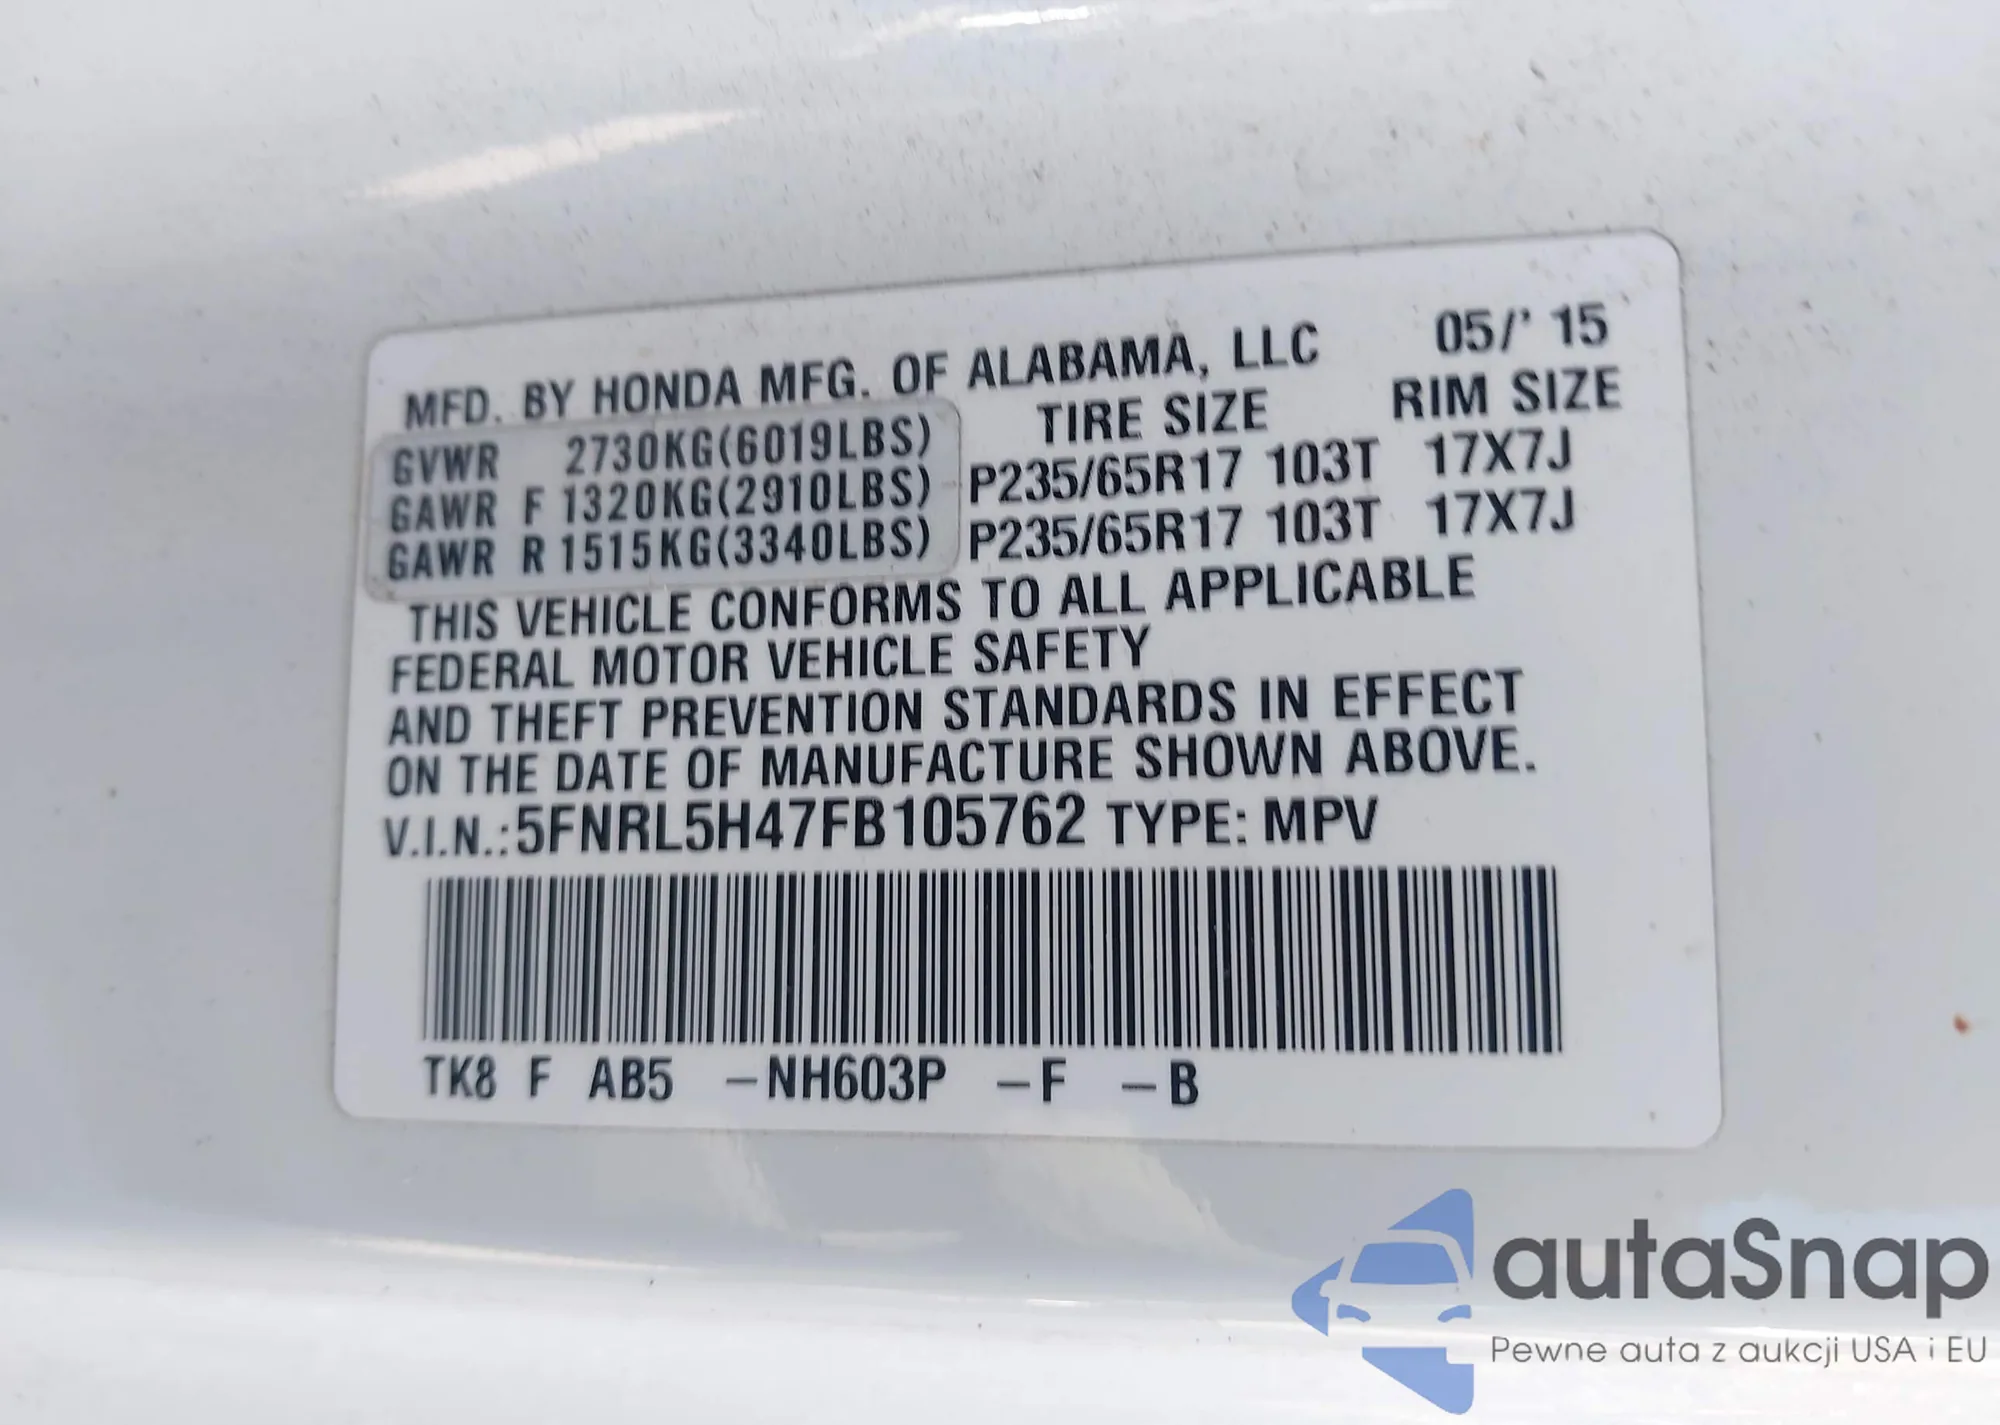 MFD. BY HONDA MFG. OF ALABAMA, LLC 05/' 15
TIRE SIZE RIM SIZE
GVWR 2730KG(6019LBS)
GAWR F 1320KG(2910LBS) P235/65R17 103T 17X7J
GAWR R 1515KG(3340LBS) P235/65R17 103T 17X7J
THIS VEHICLE CONFORMS TO ALL APPLICABLE
FEDERAL MOTOR VEHICLE SAFETY
AND THEFT PREVENTION STANDARDS IN EFFECT
ON THE DATE OF MANUFACTURE SHOWN ABOVE.
V.I.N.:5FNRL5H47FB105762 TYPE: MPV
TK8 F AB5 -NH603P -F -B
autaSnap
Pewne auta z aukcji USA i EU